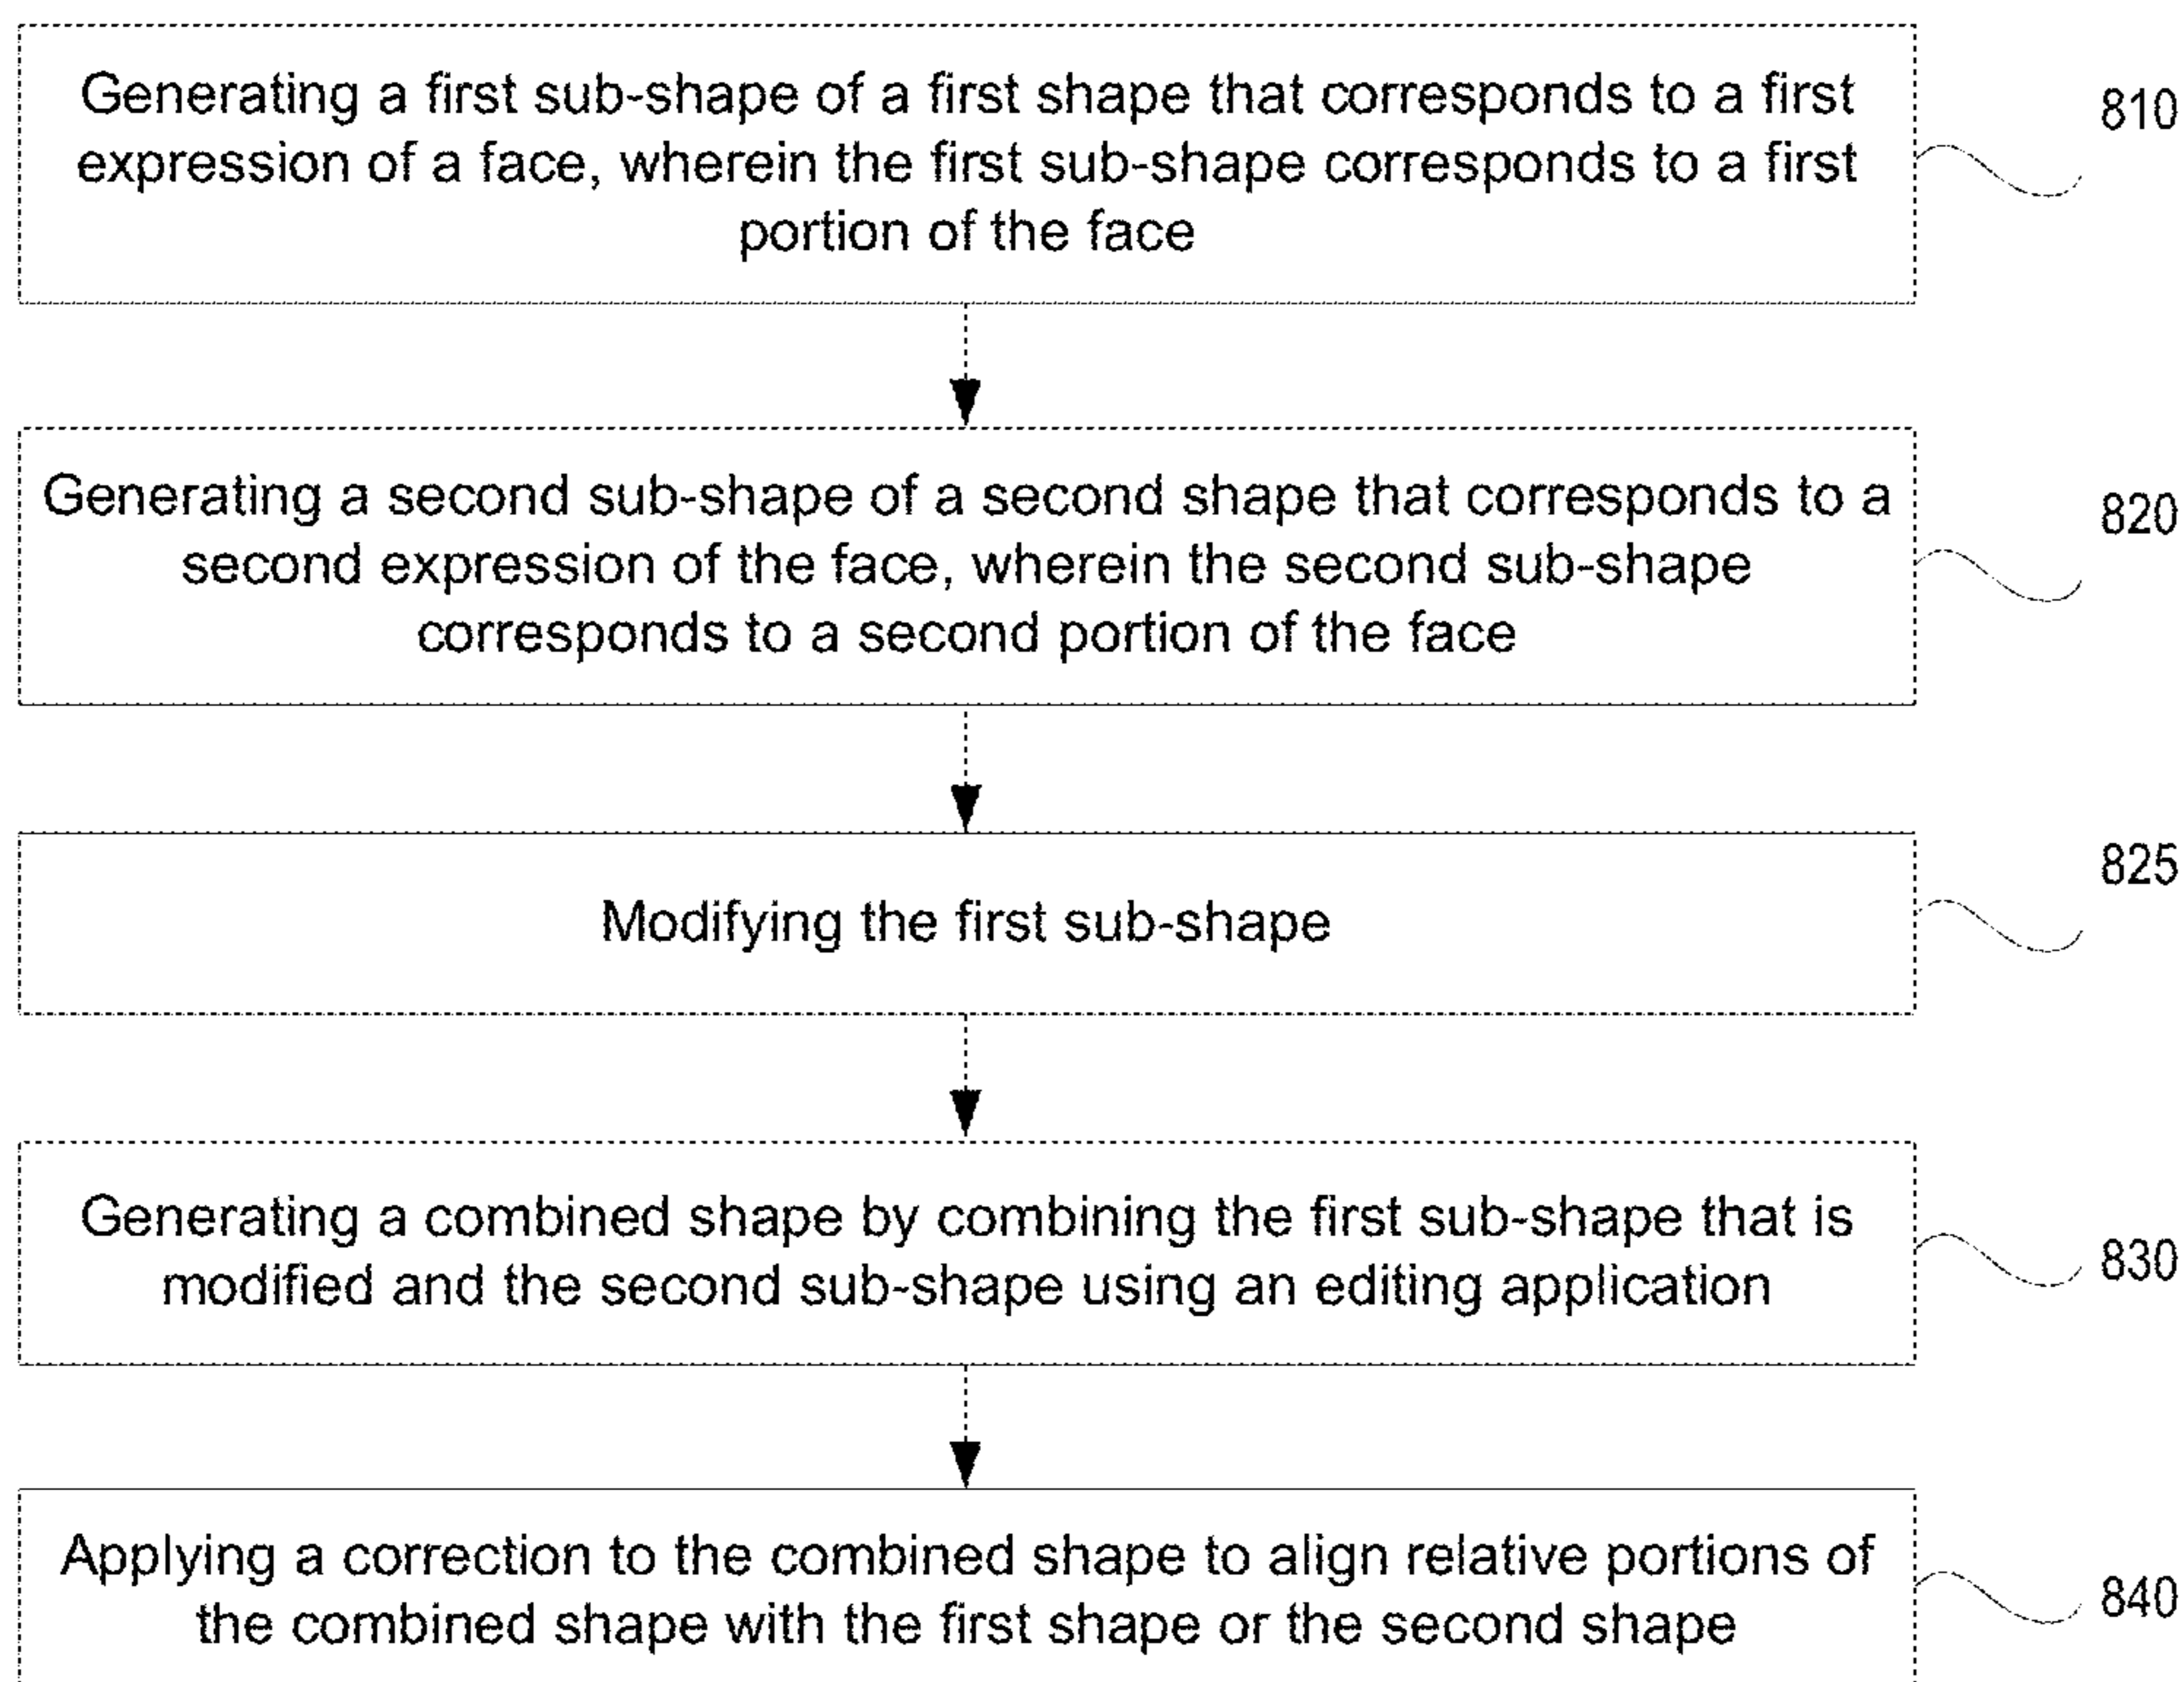 Generating a first sub-shape of a first shape that corresponds to a first
expression of a face, wherein the first sub-shape corresponds to a first
portion of the face
810
Generating a second sub-shape of a second shape that corresponds to a
second expression of the face, wherein the second sub-shape
corresponds to a second portion of the face
820
Modifying the first sub-shape
825
Generating a combined shape by combining the first sub-shape that is
modified and the second sub-shape using an editing application
830
Applying a correction to the combined shape to align relative portions of
the combined shape with the first shape or the second shape
840